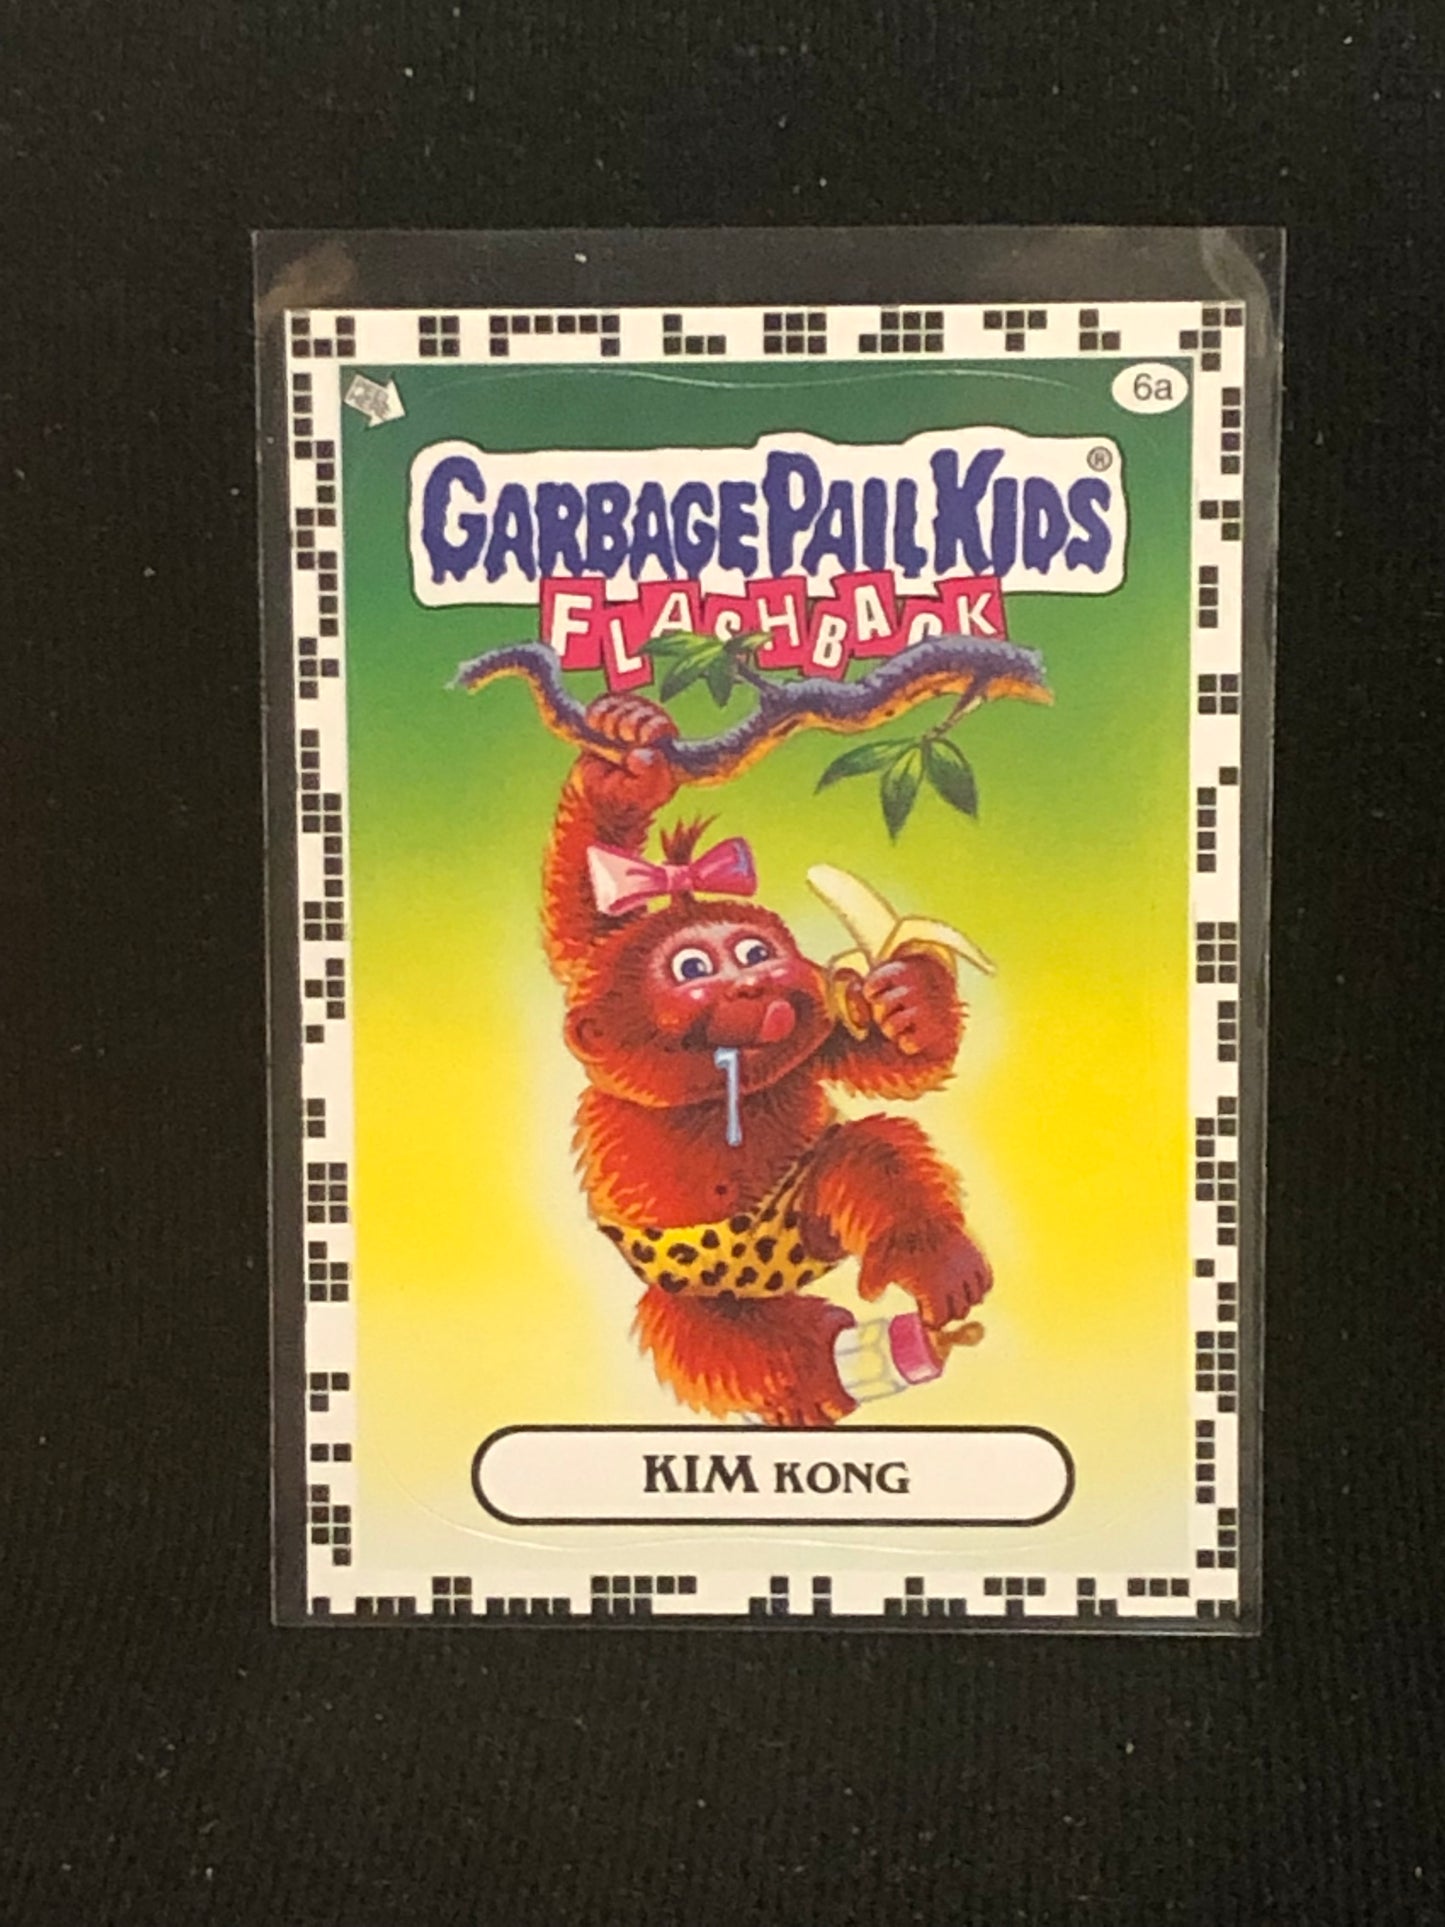 6a
GARBAGE PAIL KIDS®
FLASHBACK
KIM KONG